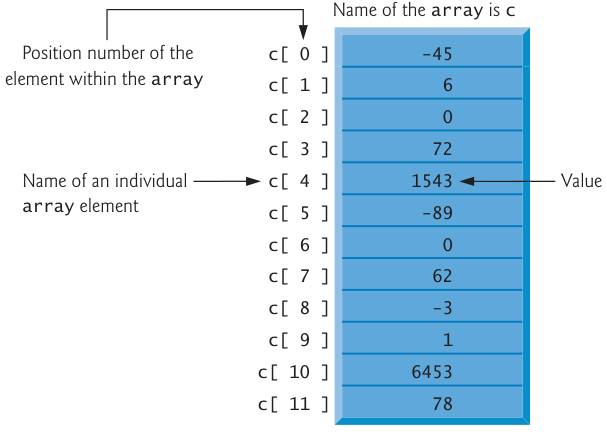 Name of the array is c
Position number of the
element within the array
c[ 0 ] -45
c[ 1 ] 6
c[ 2 ] 0
c[ 3 ] 72
Name of an individual
array element
c[ 4 ] 1543
Value
c[ 5 ] -89
c[ 6 ] 0
c[ 7 ] 62
c[ 8 ] -3
c[ 9 ] 1
c[ 10 ] 6453
c[ 11 ] 78